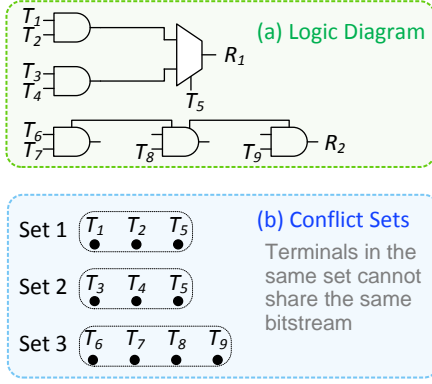 T1
T2
(a) Logic Diagram
R1
T3
T4
T5
T6
T7
T8
T9
R2
(b) Conflict Sets
Set 1 T1 T2 T5
Terminals in the
same set cannot
share the same
bitstream
Set 2 T3 T4 T5
Set 3 T6 T7 T8 T9